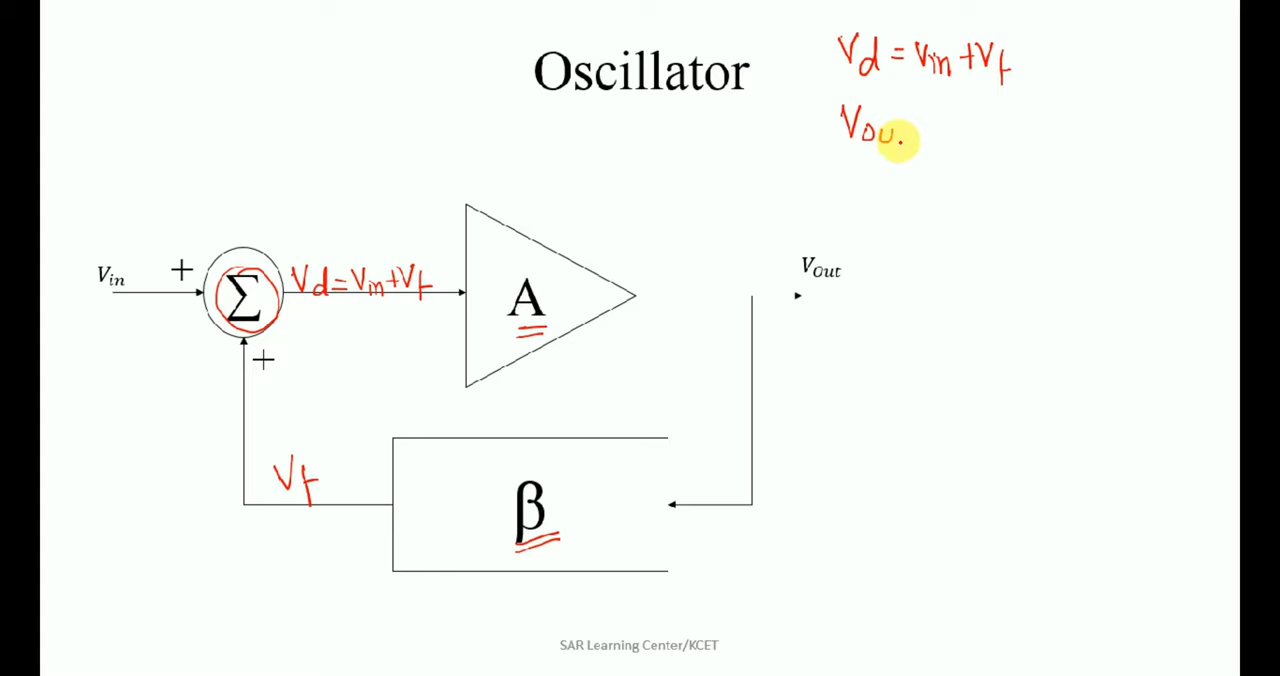 Oscillator
Vd = Vin + Vf
VOU.
Vin
+
Σ
Vd = Vin + Vf
A
VOut
+
Vf
β
SAR Learning Center/KCET